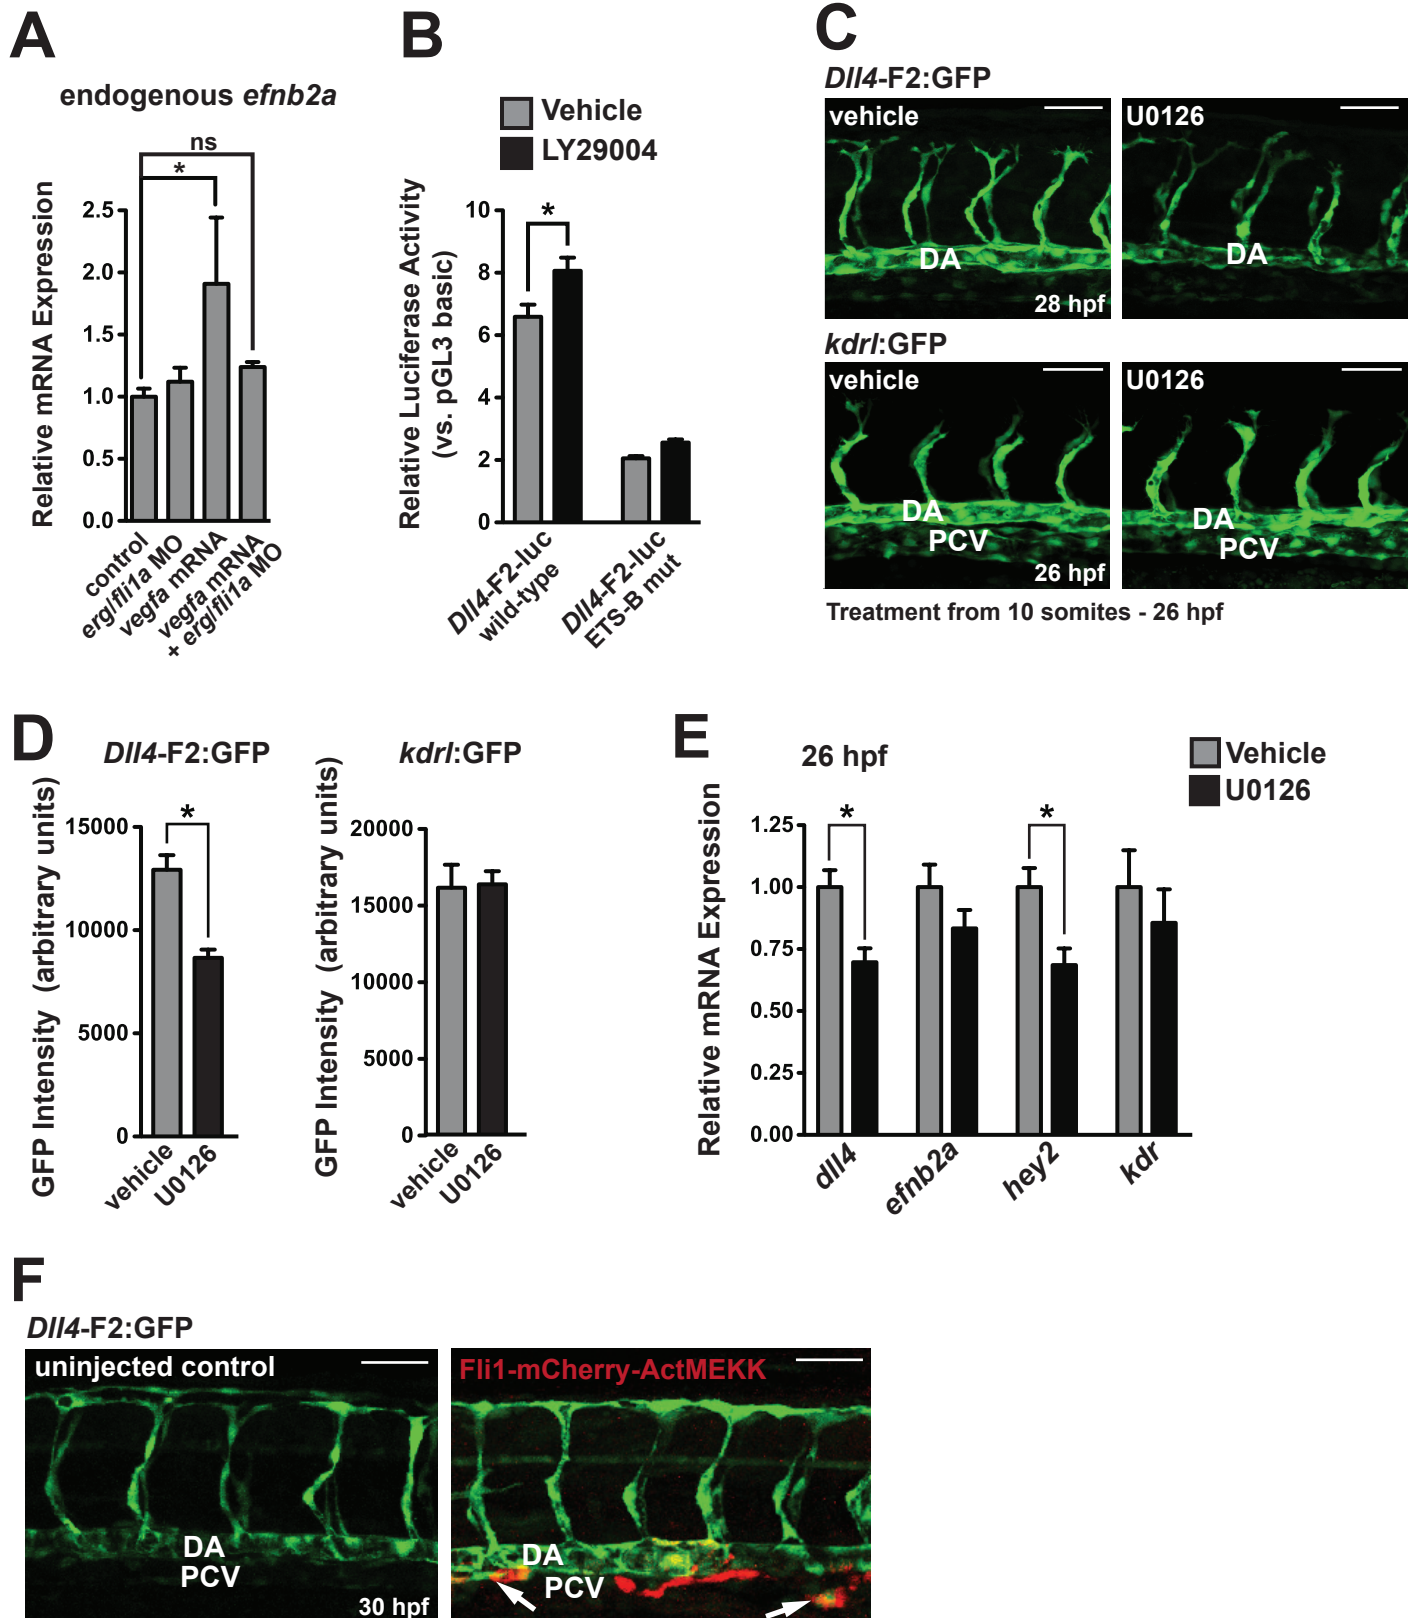 A
endogenous efnb2a
ns
*
Relative mRNA Expression
2.5
2.0
1.5
1.0
0.5
0.0
control
erg/fli1a MO
vegfa mRNA
vegfa mRNA
+ erg/fli1a MO
B
Vehicle
LY29004
Relative Luciferase Activity
(vs. pGL3 basic)
*
10
8
6
4
2
0
Dll4-F2-luc
wild-type
Dll4-F2-luc
ETS-B mut
C
Dll4-F2:GFP
vehicle
DA
28 hpf
U0126
DA
kdrl:GFP
vehicle
DA
PCV
26 hpf
U0126
DA
PCV
Treatment from 10 somites - 26 hpf
D
Dll4-F2:GFP
GFP Intensity (arbitrary units)
*
15000
10000
5000
0
vehicle
U0126
kdrl:GFP
GFP Intensity (arbitrary units)
20000
15000
10000
5000
0
vehicle
U0126
E
26 hpf
Vehicle
U0126
Relative mRNA Expression
*
*
1.25
1.00
0.75
0.50
0.25
0.00
dll4
efnb2a
hey2
kdr
F
Dll4-F2:GFP
uninjected control
DA
PCV
30 hpf
Fli1-mCherry-ActMEKK
DA
PCV